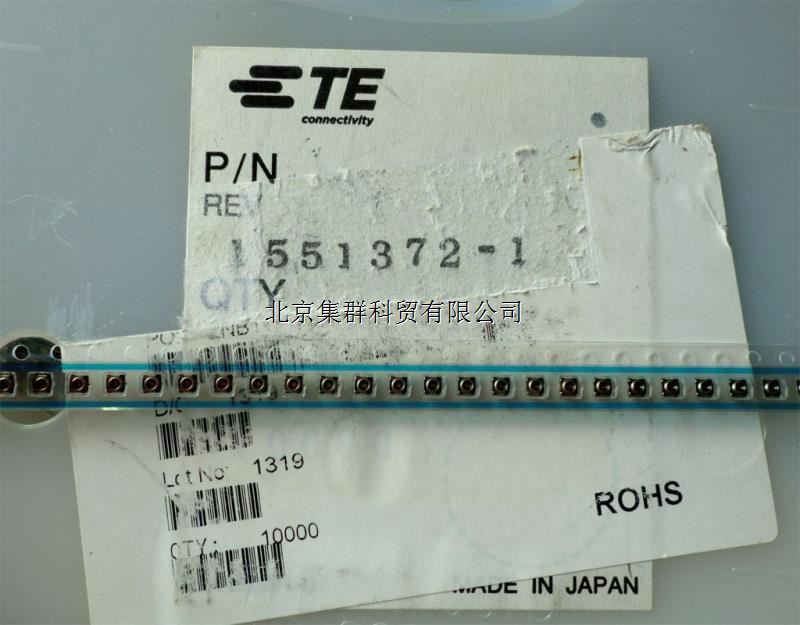 TE
connectivity
P/N
REV
1551372-1
QTY
北京集群科贸有限公司
1319
Lot No: 1319
QTY: 10000
ROHS
MADE IN JAPAN